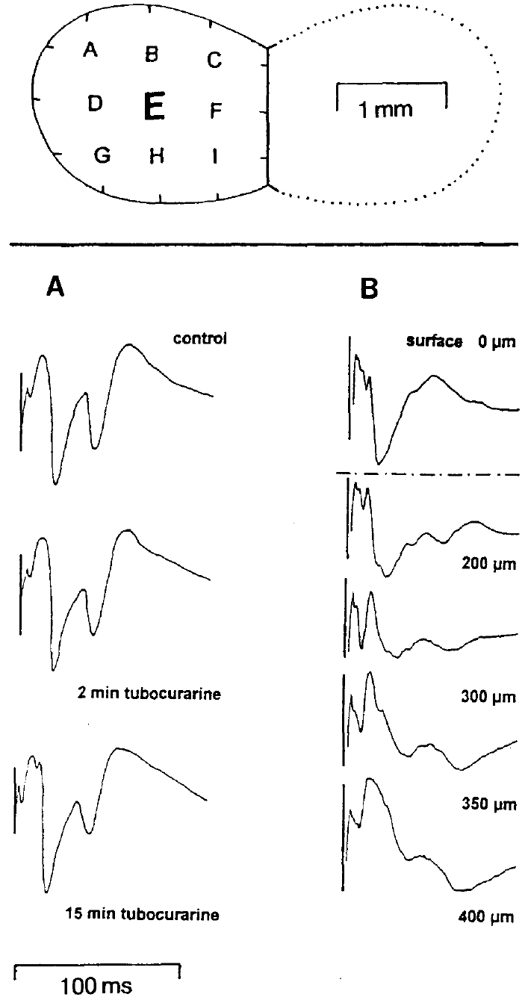 A B C
D E F
G H I
1 mm
A
control
2 min tubocurarine
15 min tubocurarine
100 ms
B
surface 0 µm
200 µm
300 µm
350 µm
400 µm